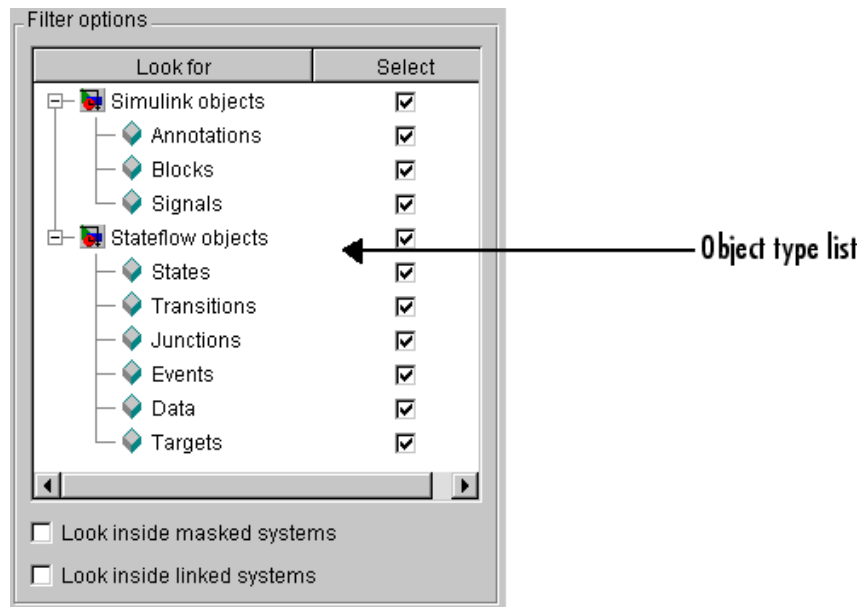 Filter options
Look for Select
Simulink objects
Annotations
Blocks
Signals
Stateflow objects
Object type list
States
Transitions
Junctions
Events
Data
Targets
Look inside masked systems
Look inside linked systems